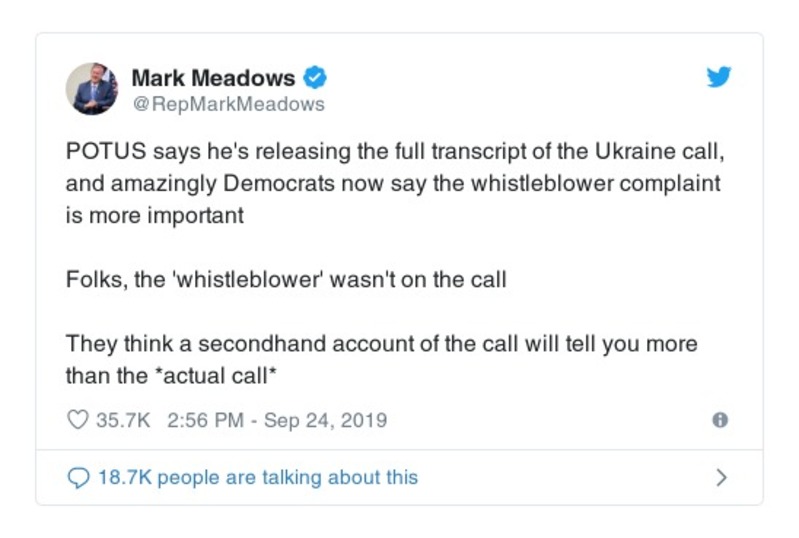 Mark Meadows
@RepMarkMeadows
POTUS says he's releasing the full transcript of the Ukraine call,
and amazingly Democrats now say the whistleblower complaint
is more important
Folks, the 'whistleblower' wasn't on the call
They think a secondhand account of the call will tell you more
than the *actual call*
35.7K 2:56 PM - Sep 24, 2019
18.7K people are talking about this